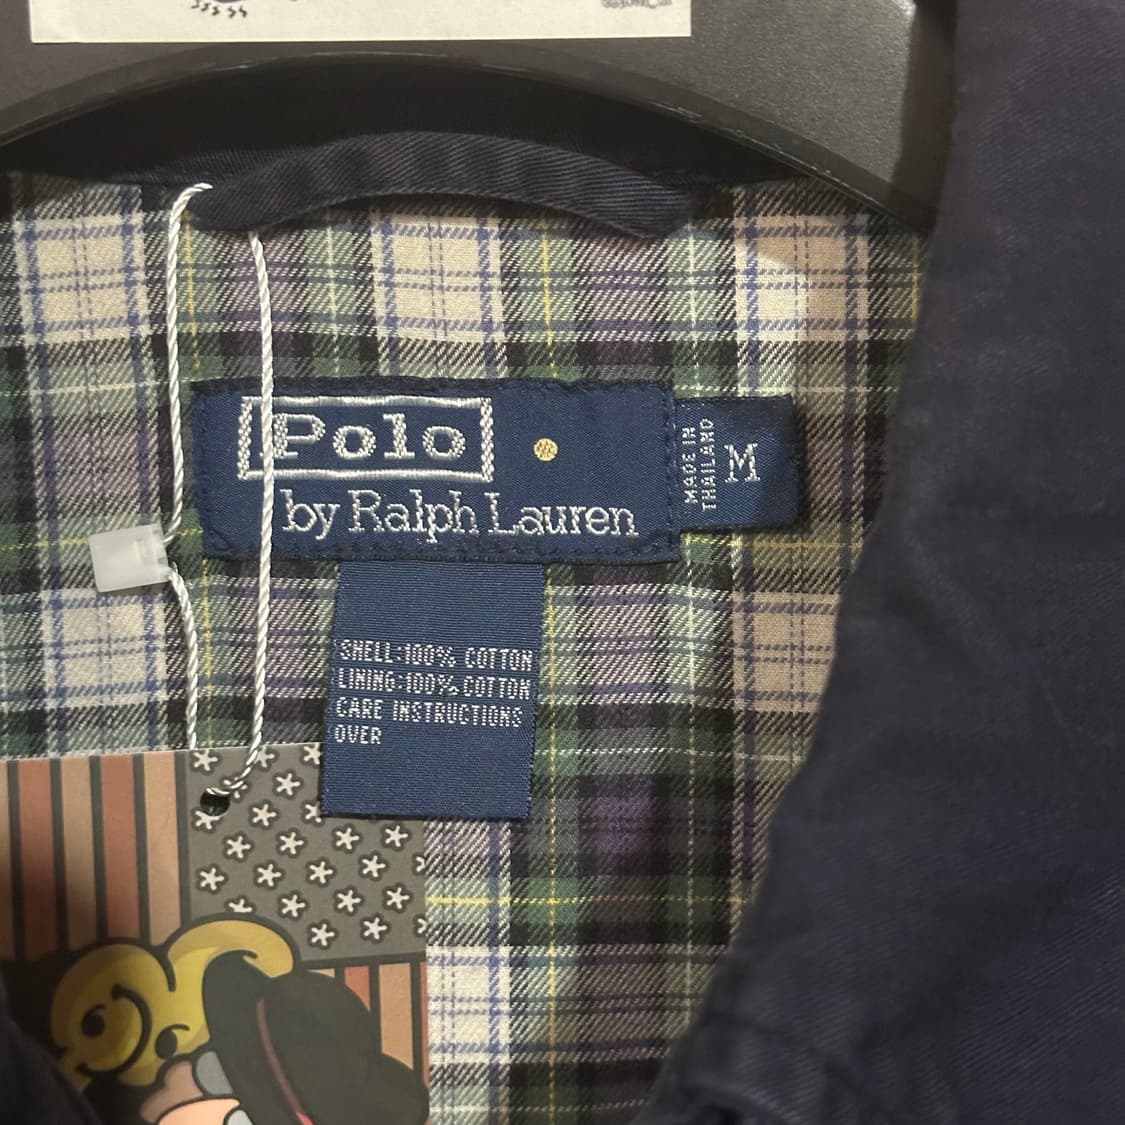 Polo
by Ralph Lauren
MADE IN
THAILAND
M
SHELL:100% COTTON
LINING:100% COTTON
CARE INSTRUCTIONS
OVER